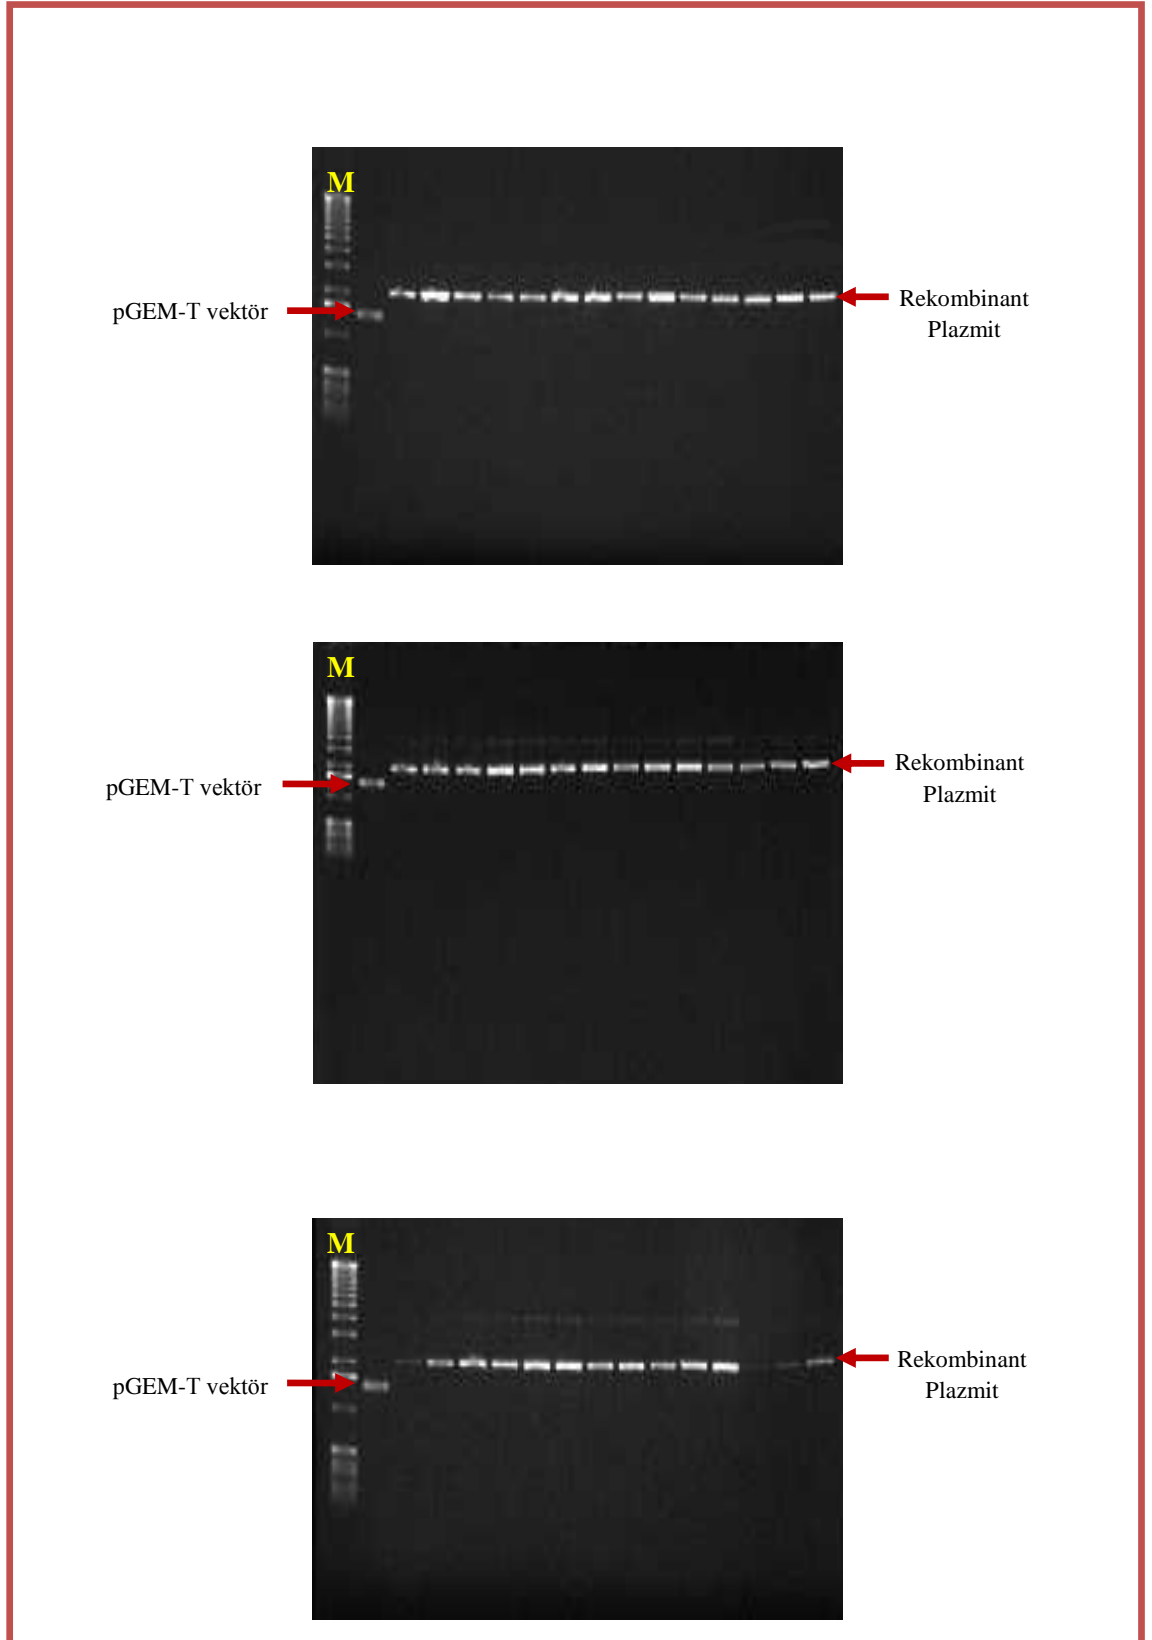 M
pGEM-T vektör
Rekombinant
Plazmit
M
pGEM-T vektör
Rekombinant
Plazmit
M
pGEM-T vektör
Rekombinant
Plazmit